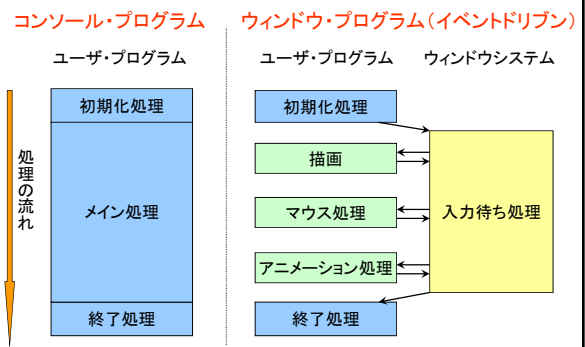 コンソール・プログラム
ユーザ・プログラム
処理の流れ
初期化処理
メイン処理
終了処理
ウィンドウ・プログラム(イベントドリブン)
ユーザ・プログラム
ウィンドウシステム
初期化処理
描画
マウス処理
入力待ち処理
アニメーション処理
終了処理